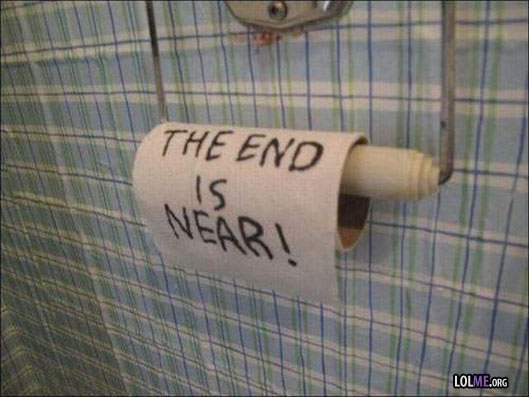 THE END
IS
NEAR!
LOLME.ORG